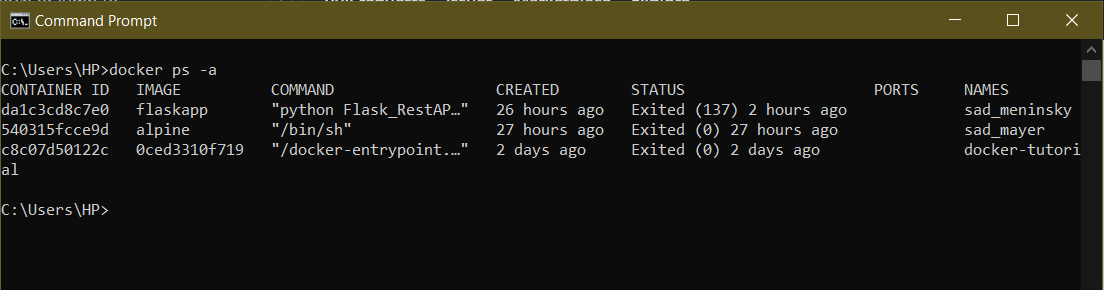 Command Prompt
C:\Users\HP>docker ps -a
CONTAINER ID   IMAGE          COMMAND                  CREATED        STATUS                     PORTS     NAMES
da1c3cd8c7e0   flaskapp       "python Flask_RestAP…"   26 hours ago   Exited (137) 2 hours ago             sad_meninsky
540315fcce9d   alpine         "/bin/sh"                27 hours ago   Exited (0) 27 hours ago              sad_mayer
c8c07d50122c   0ced3310f719   "/docker-entrypoint.…"   2 days ago     Exited (0) 2 days ago                docker-tutori
al
C:\Users\HP>